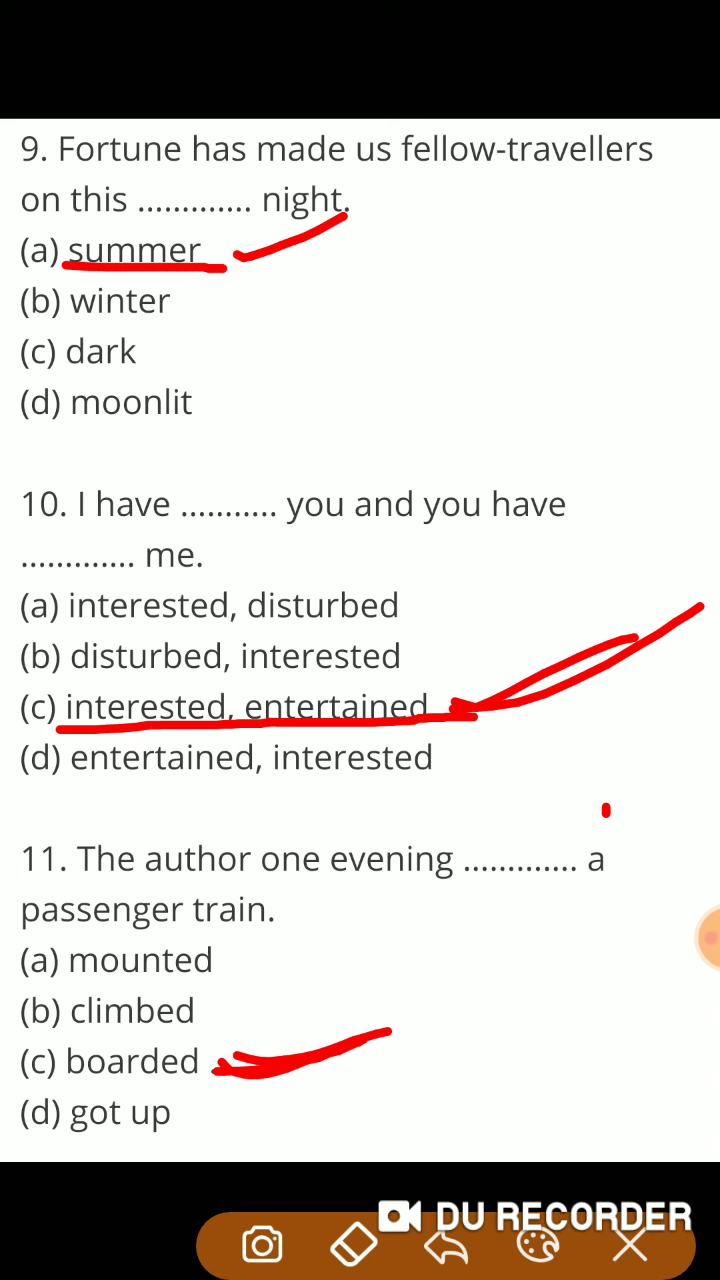 9. Fortune has made us fellow-travellers
on this ............. night.
(a) summer
(b) winter
(c) dark
(d) moonlit
10. I have ........... you and you have
............. me.
(a) interested, disturbed
(b) disturbed, interested
(c) interested, entertained
(d) entertained, interested
11. The author one evening ............. a
passenger train.
(a) mounted
(b) climbed
(c) boarded
(d) got up
DU RECORDER